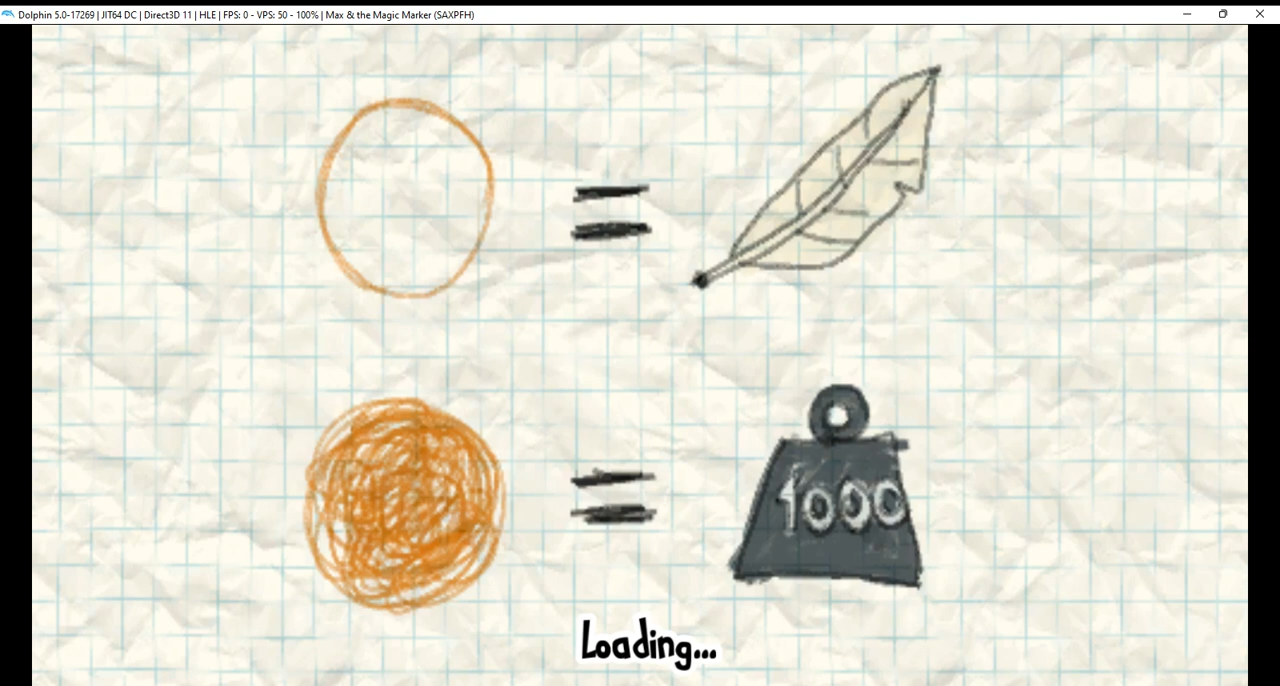 Dolphin 5.0-17269 | JIT64 DC | Direct3D 11 | HLE | FPS: 0 - VPS: 50 - 100% | Max & the Magic Marker (SAXPFH)
1000
Loading...